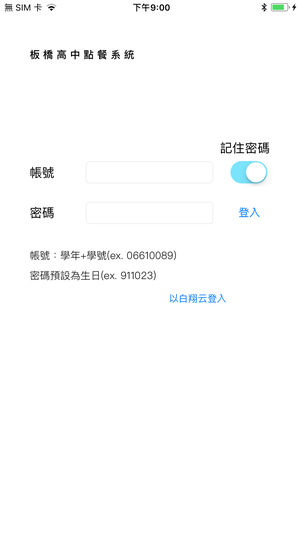 無 SIM 卡 下午9:00
板橋高中點餐系統
記住密碼
帳號
密碼 登入
帳號：學年+學號(ex. 06610089)
密碼預設為生日(ex. 911023)
以白翔云登入